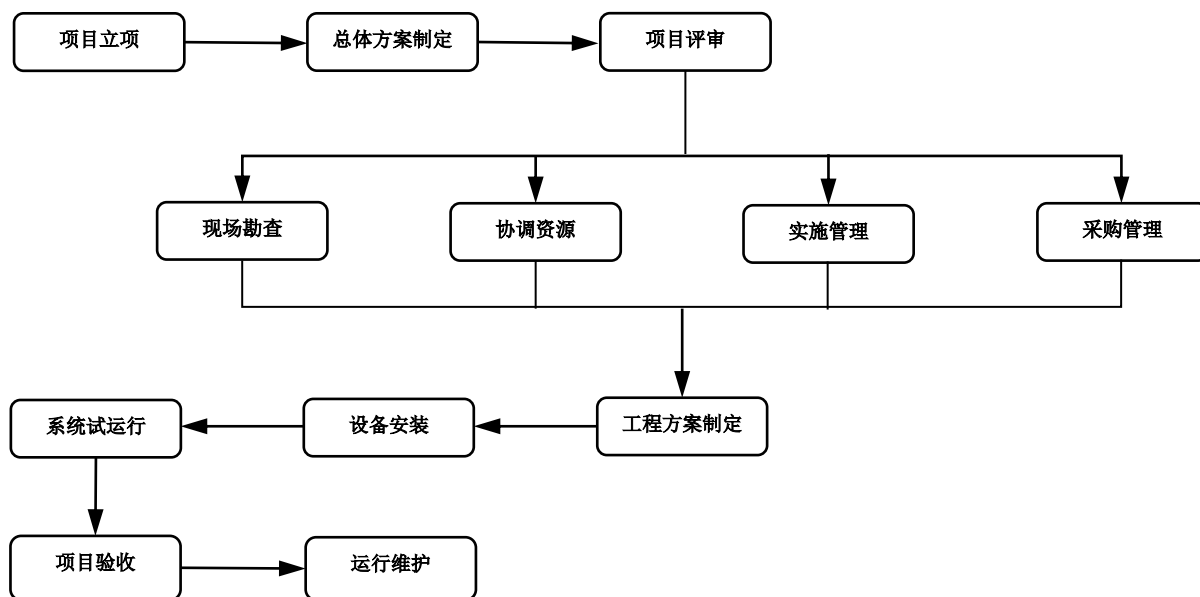 项目立项
总体方案制定
项目评审
现场勘查
协调资源
实施管理
采购管理
工程方案制定
设备安装
系统试运行
项目验收
运行维护